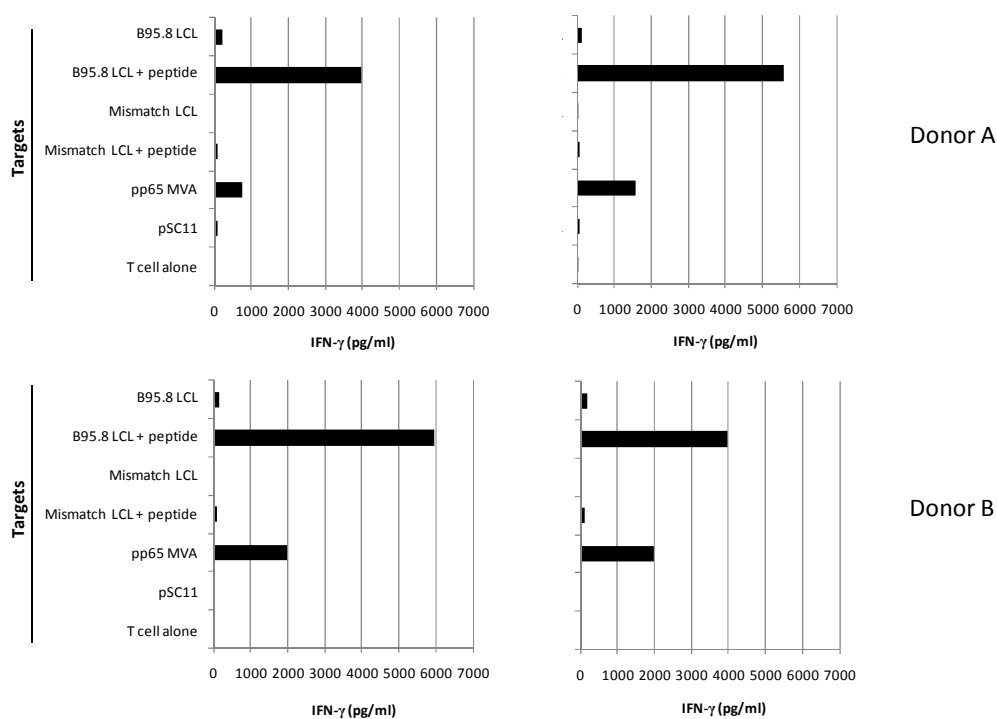 Targets
B95.8 LCL
B95.8 LCL + peptide
Mismatch LCL
Mismatch LCL + peptide
pp65 MVA
pSC11
T cell alone
0 1000 2000 3000 4000 5000 6000 7000
IFN-γ (pg/ml)
0 1000 2000 3000 4000 5000 6000 7000
IFN-γ (pg/ml)
Donor A
Targets
B95.8 LCL
B95.8 LCL + peptide
Mismatch LCL
Mismatch LCL + peptide
pp65 MVA
pSC11
T cell alone
0 1000 2000 3000 4000 5000 6000 7000
IFN-γ (pg/ml)
0 1000 2000 3000 4000 5000 6000 7000
IFN-γ (pg/ml)
Donor B